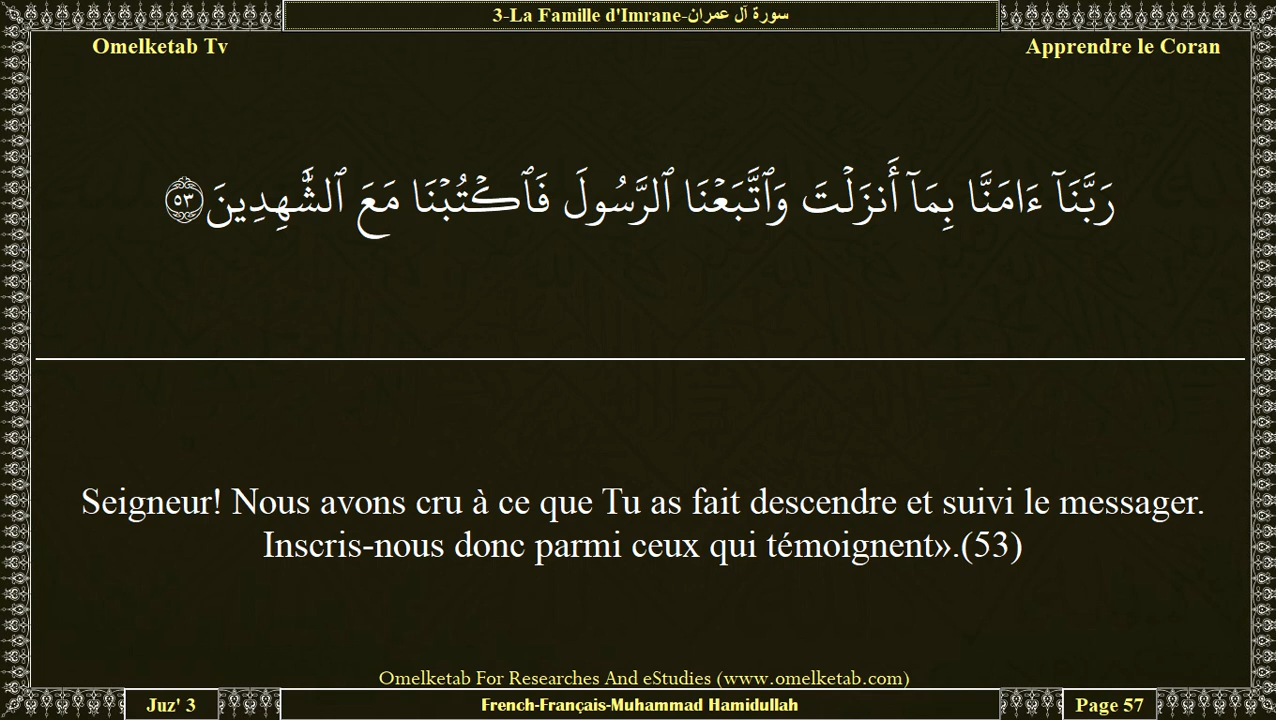 3-La Famille d'Imrane-سورة آل عمران
Omelketab Tv
Apprendre le Coran
رَبَّنَآ ءَامَنَّا بِمَآ أَنزَلۡتَ وَٱتَّبَعۡنَا ٱلرَّسُولَ فَٱكۡتُبۡنَا مَعَ ٱلشَّٰهِدِينَ ٥٣
Seigneur! Nous avons cru à ce que Tu as fait descendre et suivi le messager.
Inscris-nous donc parmi ceux qui témoignent».(53)
Omelketab For Researches And eStudies (www.omelketab.com)
Juz' 3
French-Français-Muhammad Hamidullah
Page 57